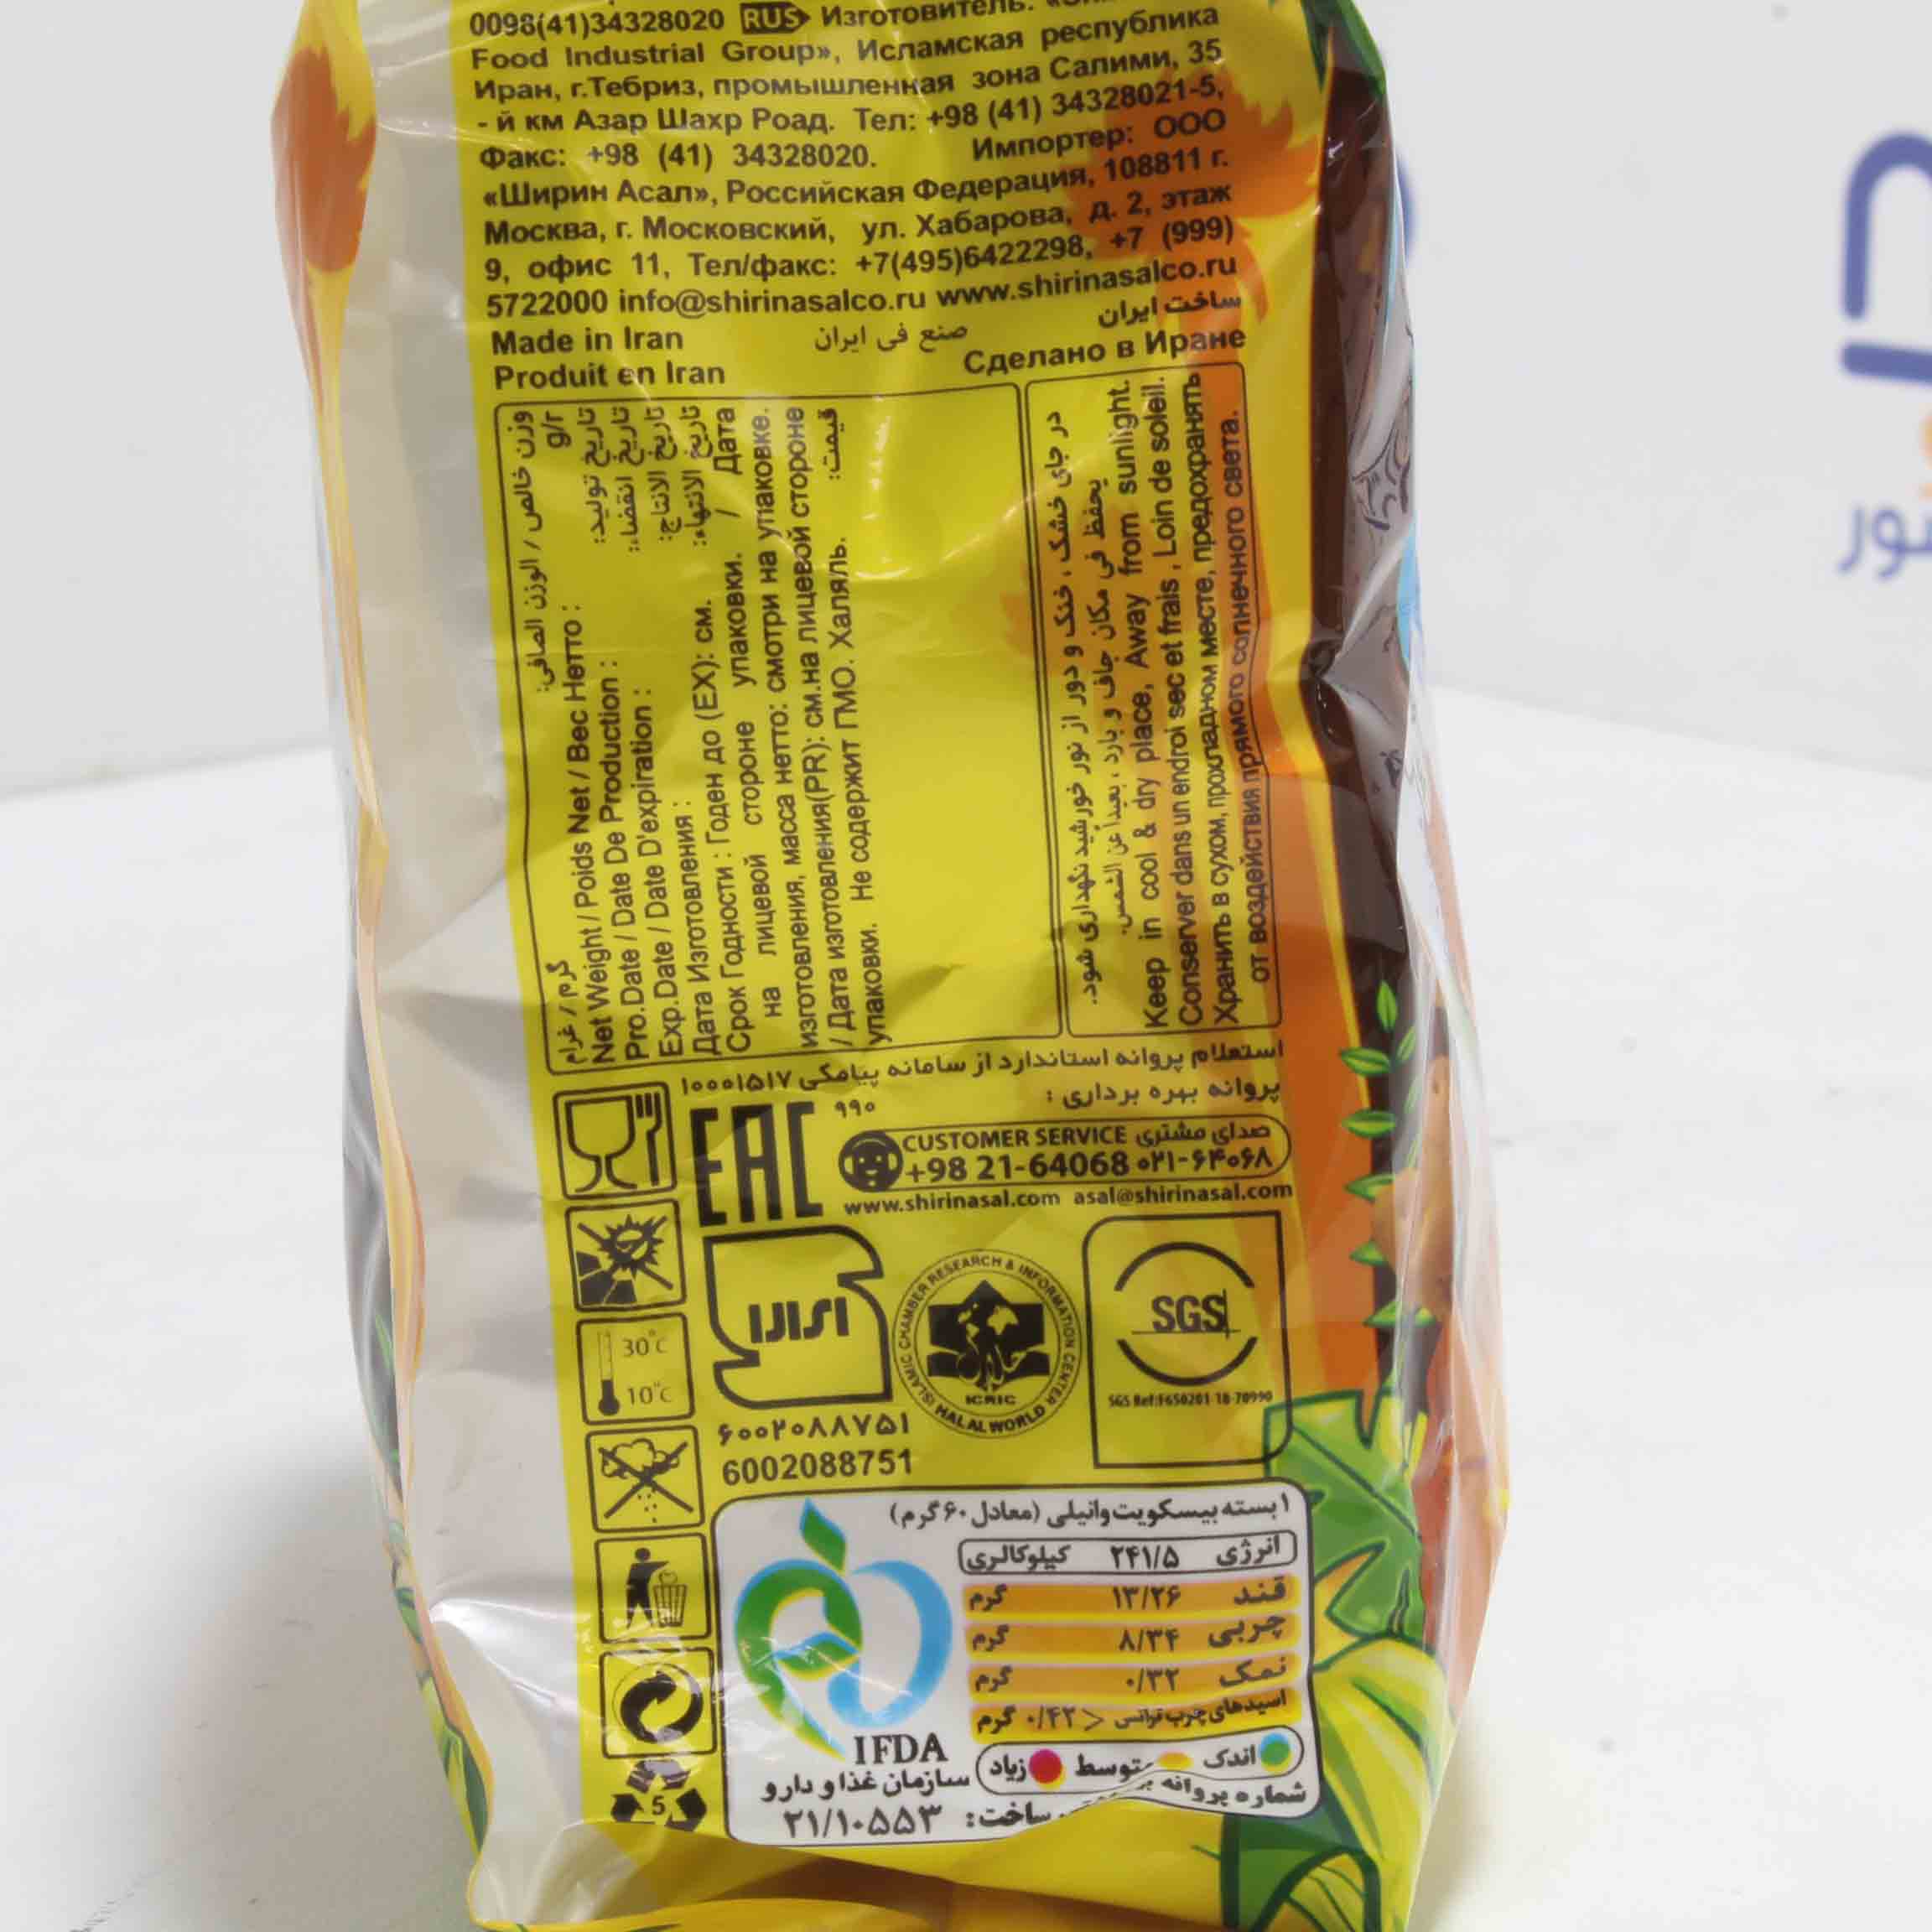 0098(41)34328020 RUS Изготовитель:
Food Industrial Group», Исламская республика
Иран, г.Тебриз, промышленная зона Салими, 35
- й км Азар Шахр Роад. Тел: +98 (41) 34328021-5,
Факс: +98 (41) 34328020. Импортер: ООО
«Ширин Асал», Российская Федерация, 108811 г.
Москва, г. Московский, ул. Хабарова, д. 2, этаж
9, офис 11, Тел/факс: +7(495)6422298, +7 (999)
5722000 info@shirinasalco.ru www.shirinasalco.ru
Made in Iran صنع فی ایران ساخت ایران
Produit en Iran Сделано в Иране
وزن خالص / الوزن الصافی: گرم / غرام
Net Weight / Poids Net / Вес Нетто : g/г
Pro.Date / Date De Production : تاریخ تولید:
Exp.Date / Date D'expiration : تاریخ انقضاء:
تاریخ الانتاج:
Дата Изготовления : تاریخ الانتهاء:
Срок Годности : Годен до (EX): см. / Дата
на лицевой стороне упаковки.
изготовления, масса нетто: смотри на упаковке.
/ Дата изготовления(PR): см.на лицевой стороне
упаковки. Не содержит ГМО. Халяль. قیمت:
در جای خشک ، خنک و دور از نور خورشید نگهداری شود.
یحفظ فی مکان جاف و بارد ، بعیداً عن الشمس.
Keep in cool & dry place, Away from sunlight.
Conserver dans un endroi sec et frais , Loin de soleil.
Хранить в сухом, прохладном месте, предохранять
от воздействия прямого солнечного света.
استعلام پروانه استاندارد از سامانه پیامکی ۱۰۰۰۱۵۱۷
پروانه بهره برداری :
۹۹۰
EAC
CUSTOMER SERVICE صدای مشتری
+98 21-64068 ۰۲۱-۶۴۰۶۸
www.shirinasal.com asal@shirinasal.com
ISLAMIC CHAMBER RESEARCH & INFORMATION CENTER
حلال
ICRIC
HALAL WORLD
SGS
SGS Ref:F650201-18-70990
30°C
10°C
۶۰۰۲۰۸۸۷۵۱
6002088751
۱ بسته بیسکویت وانیلی (معادل ۶۰ گرم)
انرژی ۲۴۱/۵ کیلوکالری
قند ۱۳/۲۶ گرم
چربی ۸/۳۴ گرم
نمک ۰/۳۲ گرم
اسیدهای چرب ترانس < ۰/۴۲ گرم
اندک متوسط زیاد
IFDA
سازمان غذا و دارو
شماره پروانه
ساخت: ۲۱/۱۰۵۵۳
5